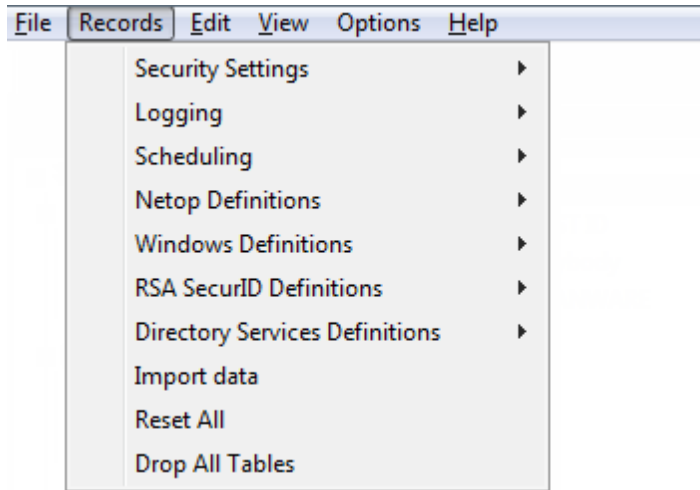 File Records Edit View Options Help
Security Settings
Logging
Scheduling
Netop Definitions
Windows Definitions
RSA SecurID Definitions
Directory Services Definitions
Import data
Reset All
Drop All Tables